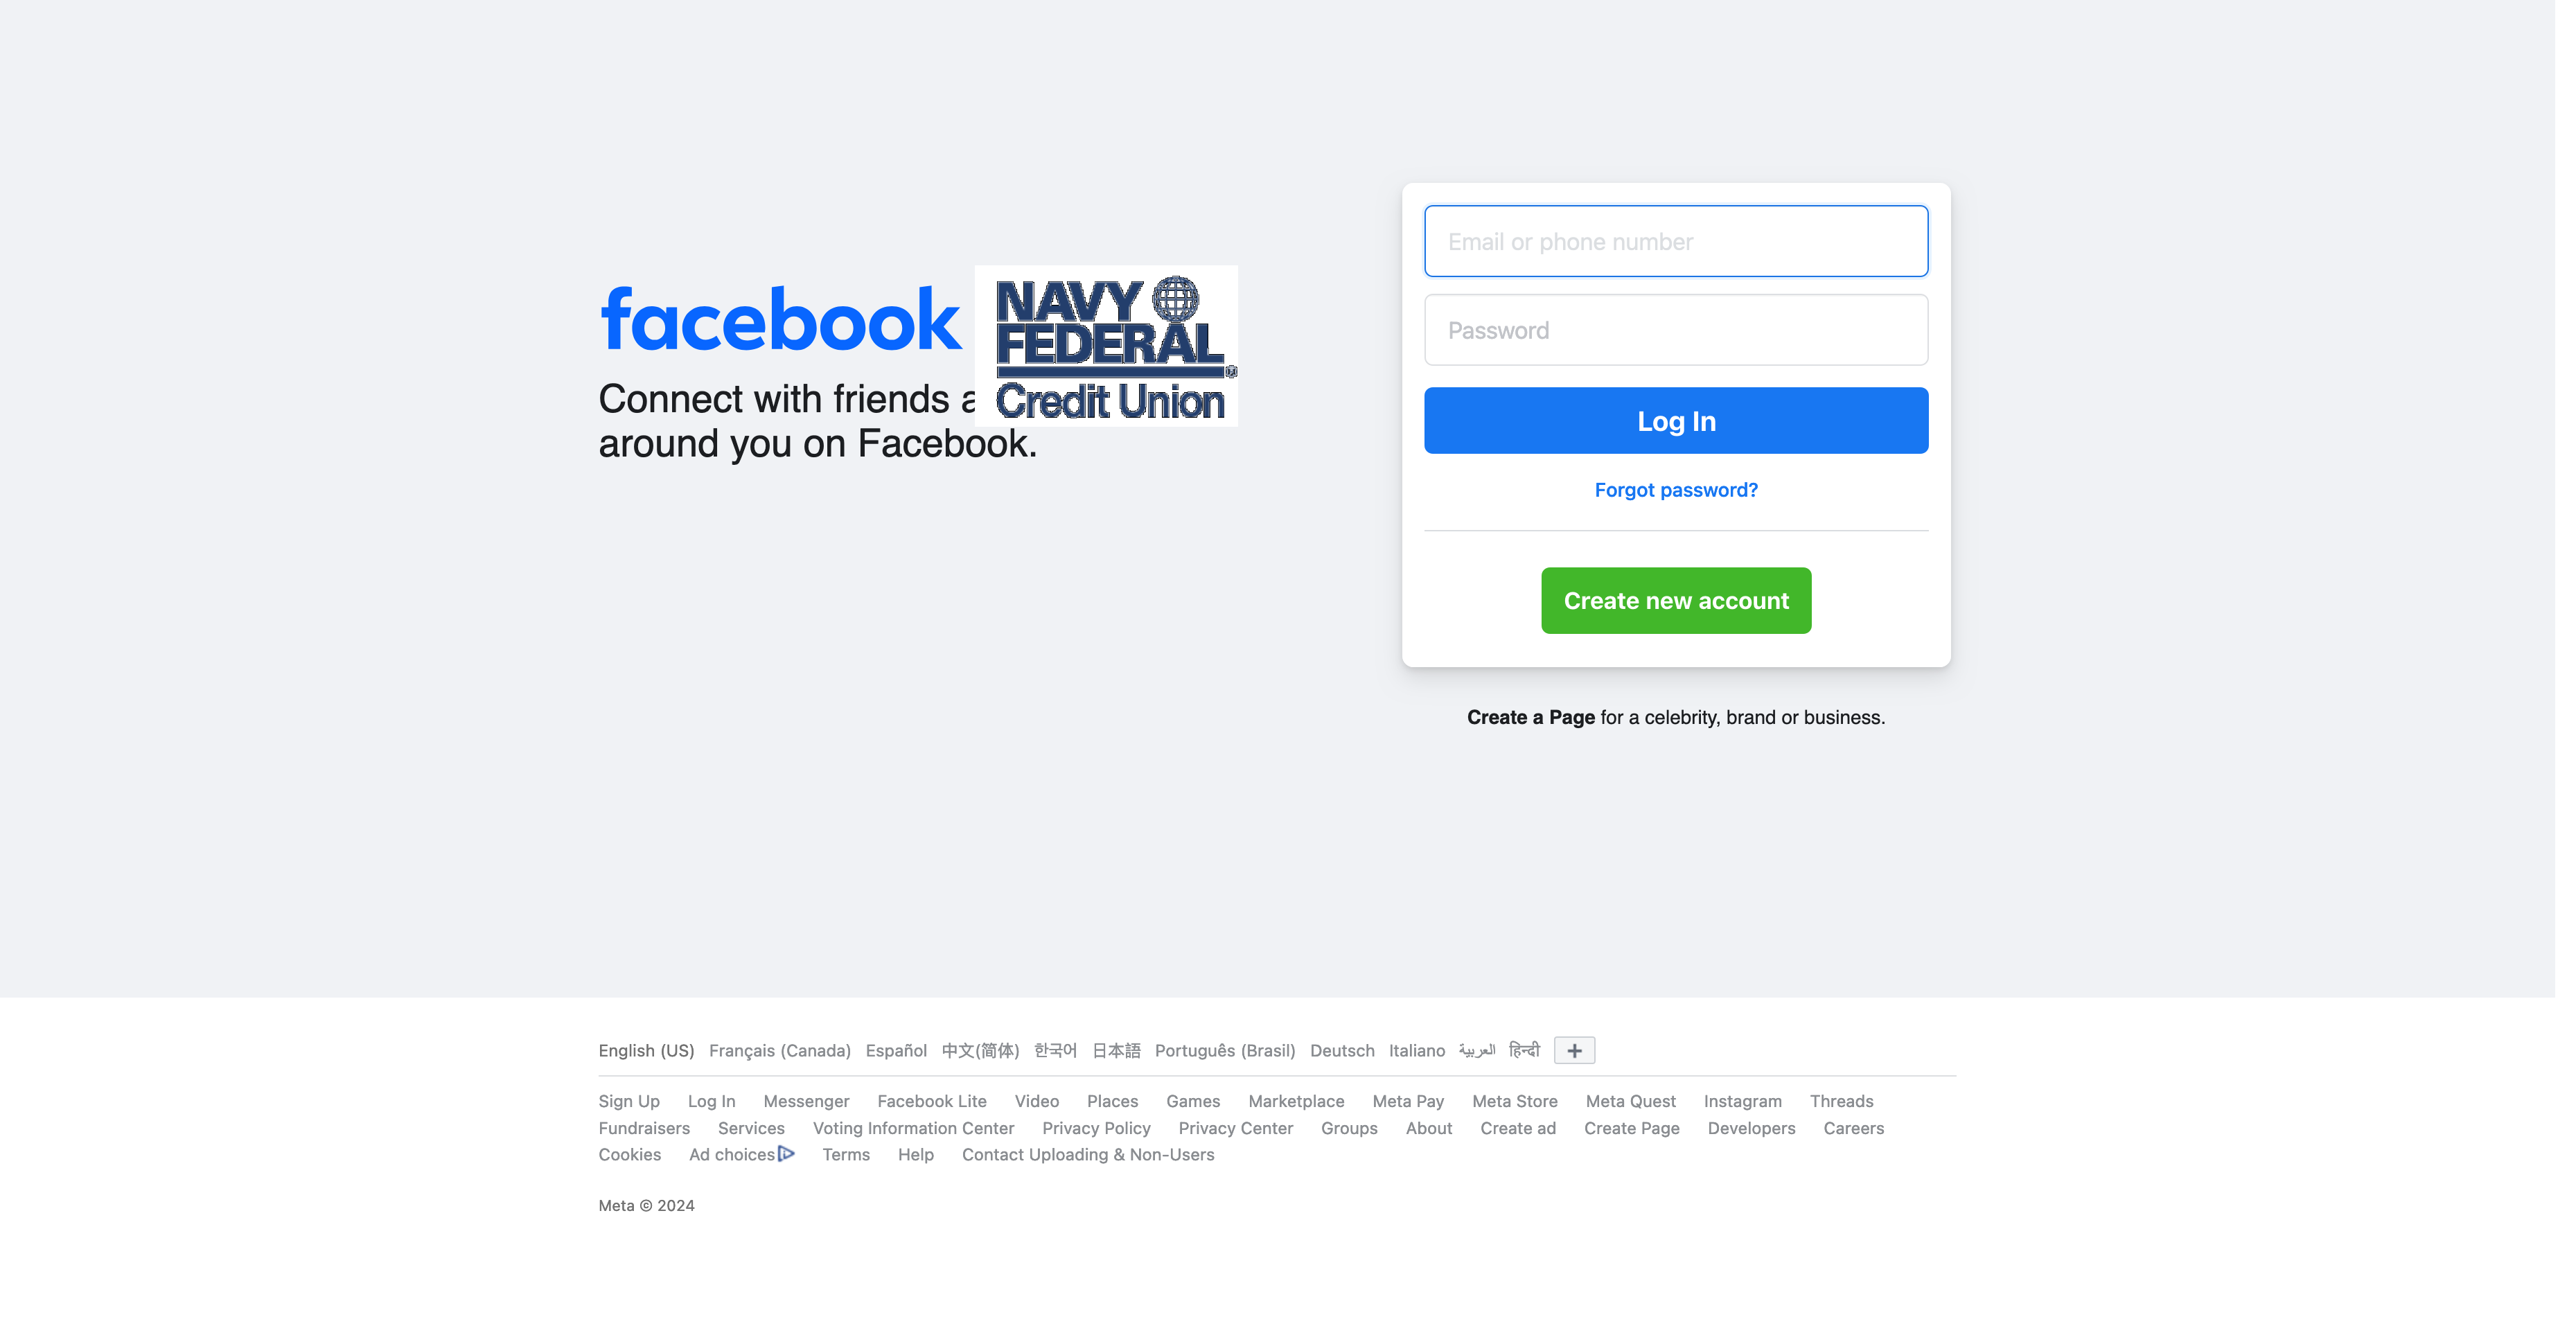 facebook
NAVY
FEDERAL ®
Credit Union
Connect with friends a
around you on Facebook.
Email or phone number
Password
Log In
Forgot password?
Create new account
Create a Page for a celebrity, brand or business.
English (US) Français (Canada) Español 中文(简体) 한국어 日本語 Português (Brasil) Deutsch Italiano العربية हिन्दी +
Sign Up Log In Messenger Facebook Lite Video Places Games Marketplace Meta Pay Meta Store Meta Quest Instagram Threads
Fundraisers Services Voting Information Center Privacy Policy Privacy Center Groups About Create ad Create Page Developers Careers
Cookies Ad choices Terms Help Contact Uploading & Non-Users
Meta © 2024